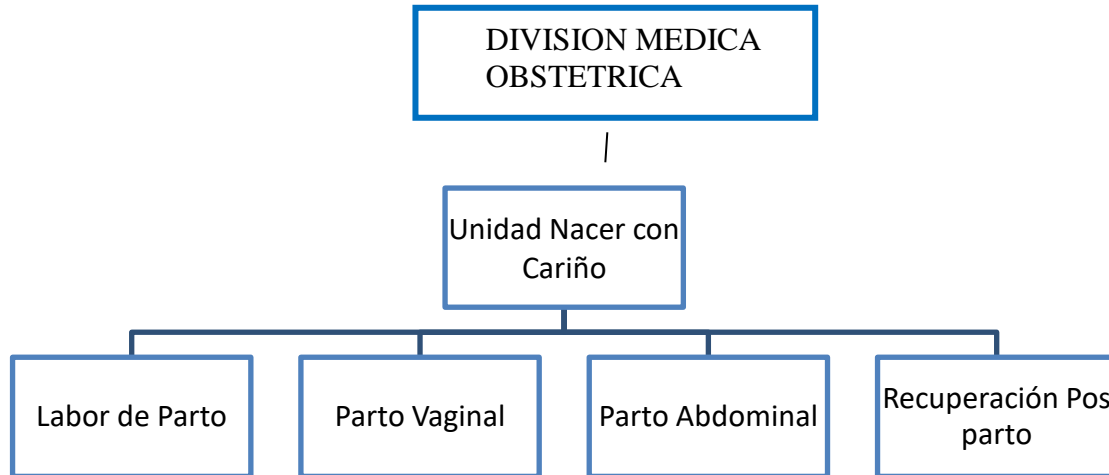 DIVISION MEDICA
OBSTETRICA
Unidad Nacer con
Cariño
Labor de Parto
Parto Vaginal
Parto Abdominal
Recuperación Pos
parto